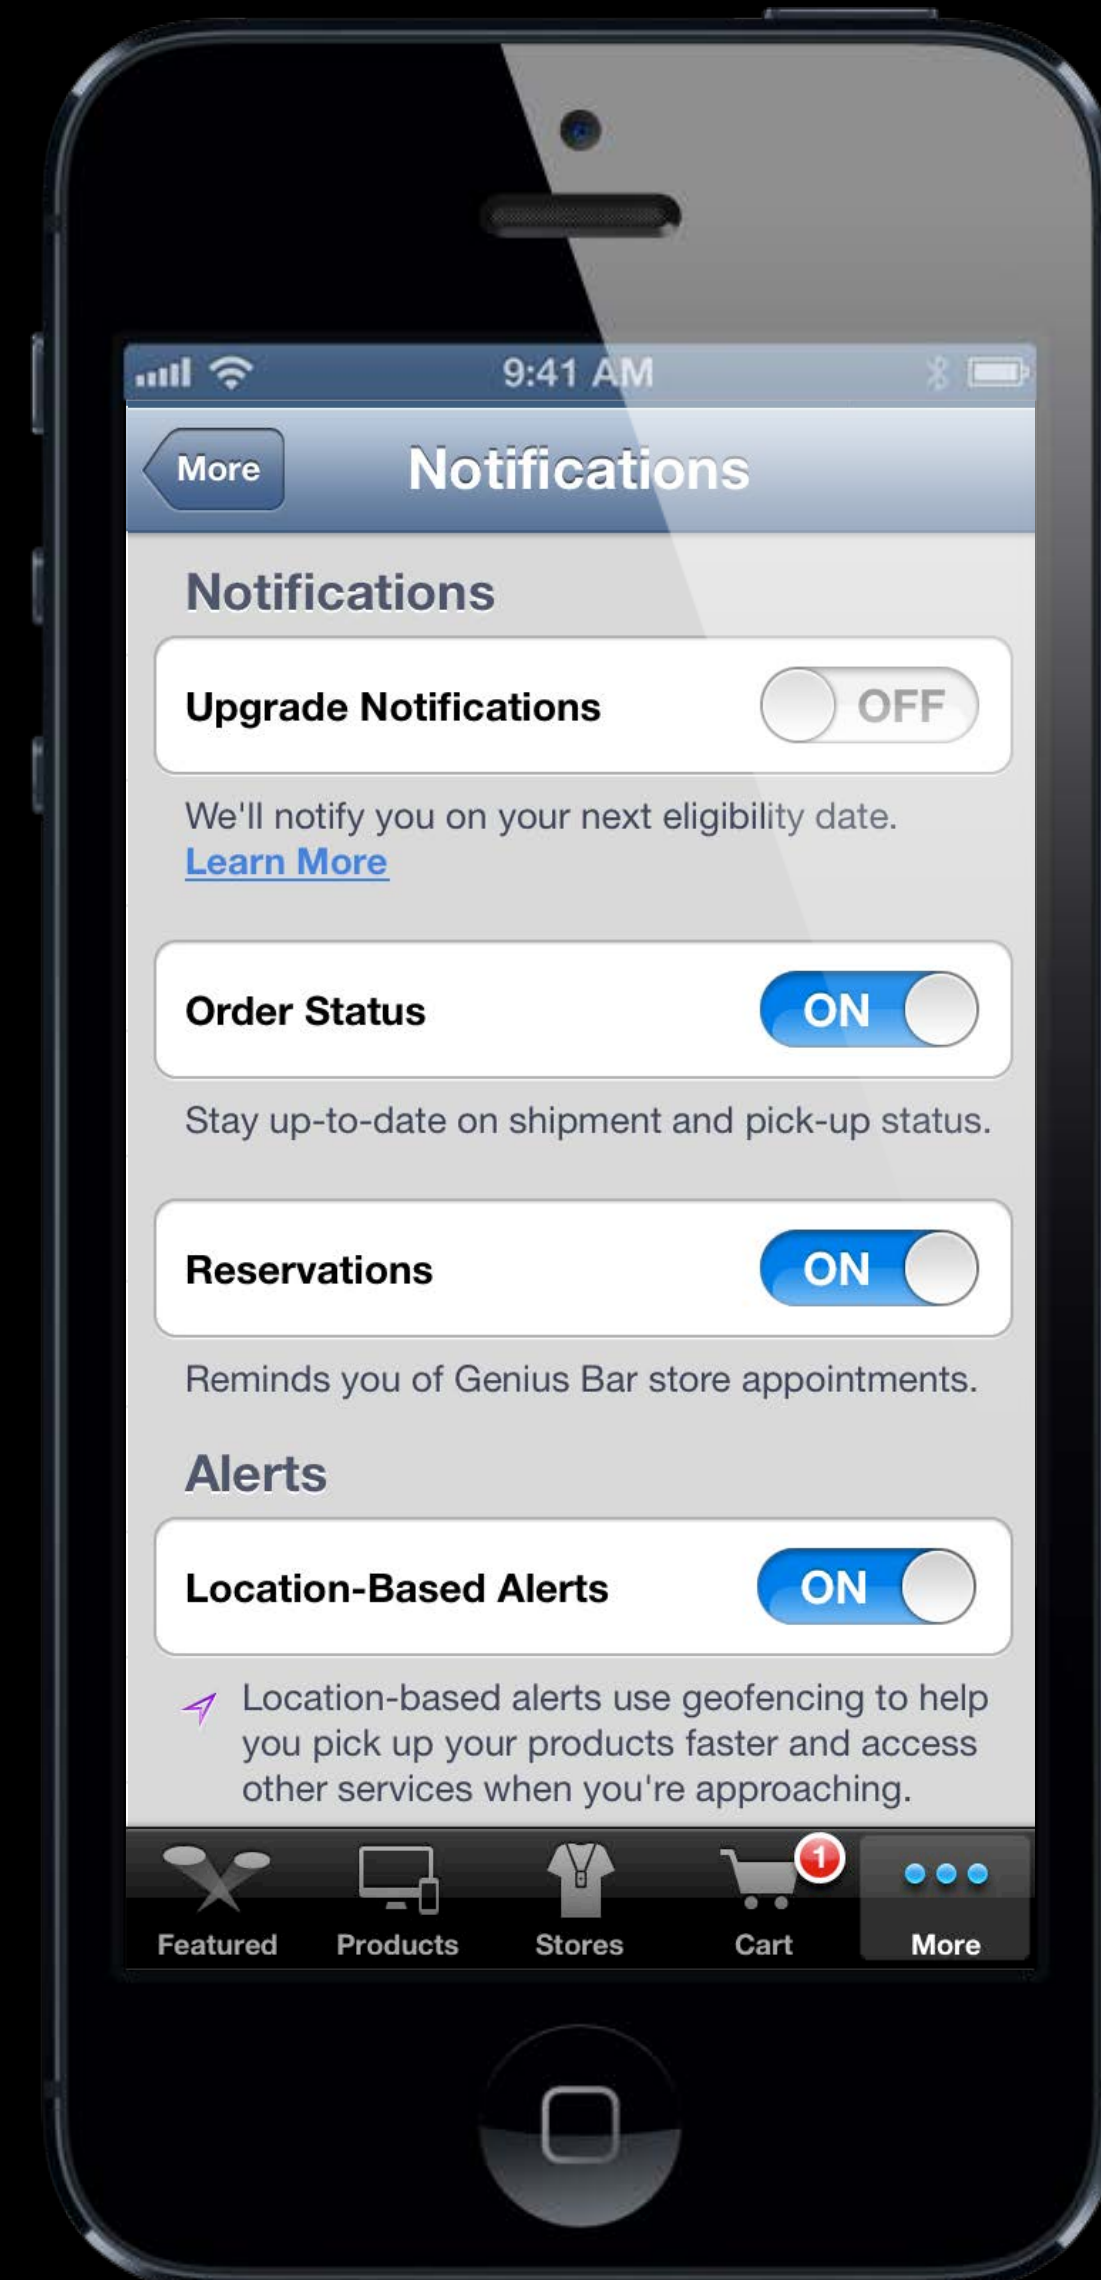 9:41 AM
More
Notifications
Notifications
Upgrade Notifications
OFF
We'll notify you on your next eligibility date.
Learn More
Order Status
ON
Stay up-to-date on shipment and pick-up status.
Reservations
ON
Reminds you of Genius Bar store appointments.
Alerts
Location-Based Alerts
ON
Location-based alerts use geofencing to help
you pick up your products faster and access
other services when you're approaching.
1
Featured
Products
Stores
Cart
More